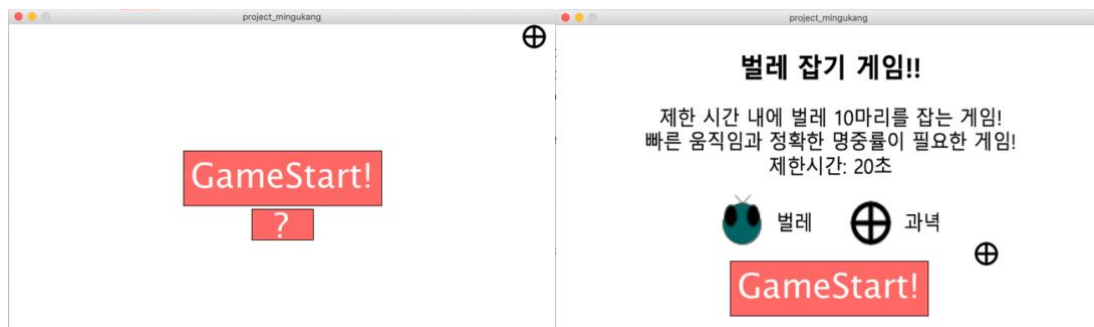 project_mingukang
GameStart!
?
project_mingukang
벌레 잡기 게임!!
제한 시간 내에 벌레 10마리를 잡는 게임!
빠른 움직임과 정확한 명중률이 필요한 게임!
제한시간: 20초
벌레 과녁
GameStart!